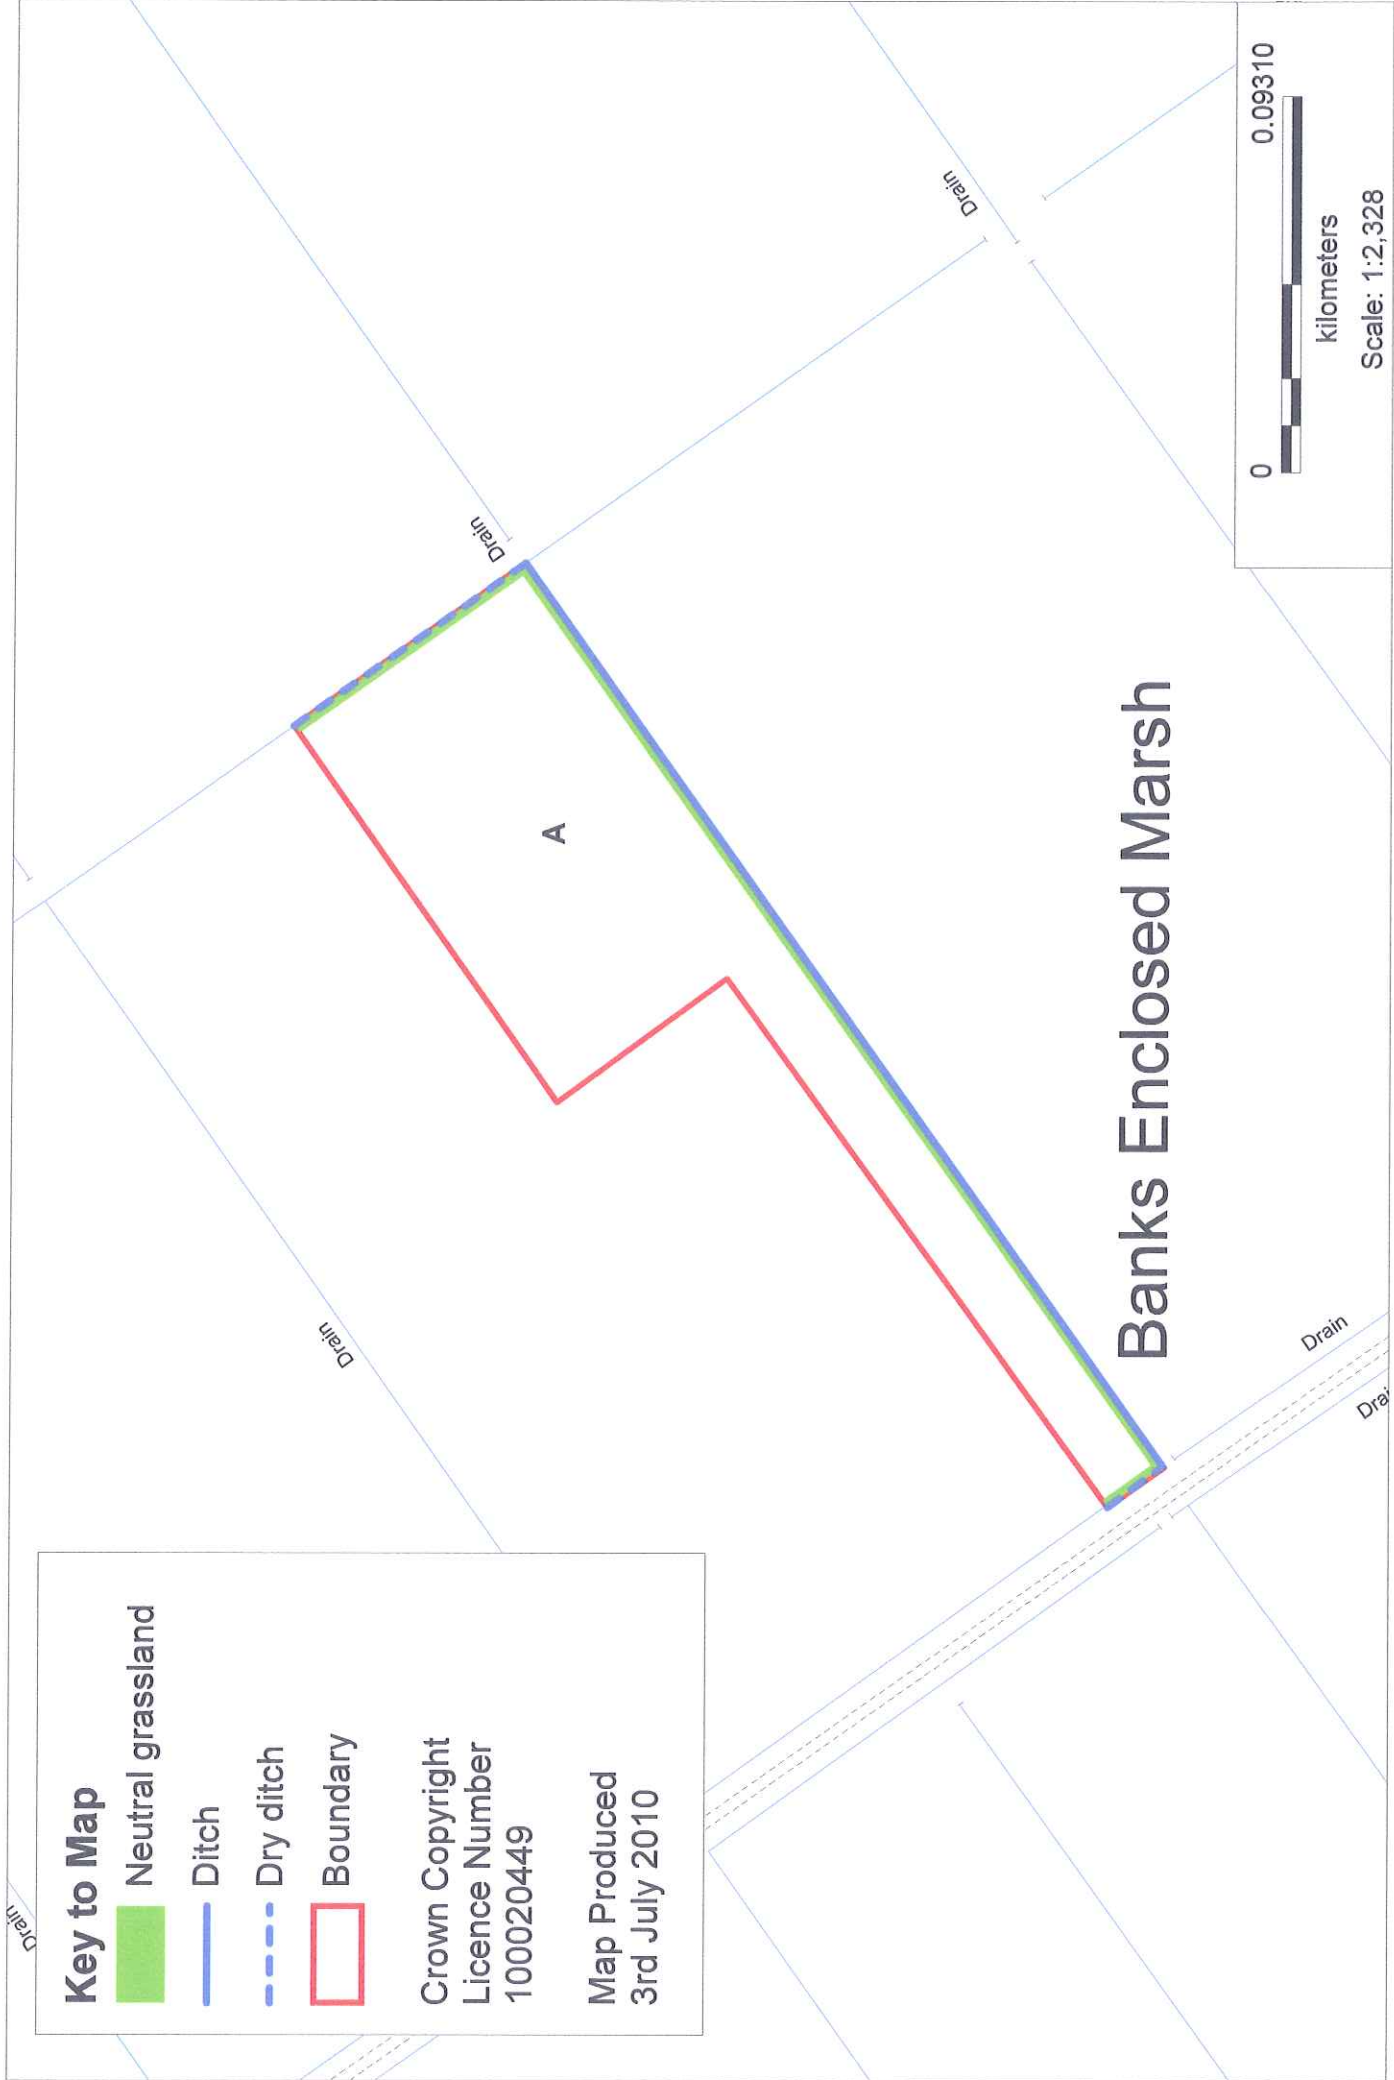 Key to Map
Neutral grassland
Ditch
Dry ditch
Boundary
Crown Copyright
Licence Number
100020449
Map Produced
3rd July 2010
Drain
Drain
Drain
Drain
A
Banks Enclosed Marsh
Drain
Drai
0 0.09310
kilometers
Scale: 1:2,328